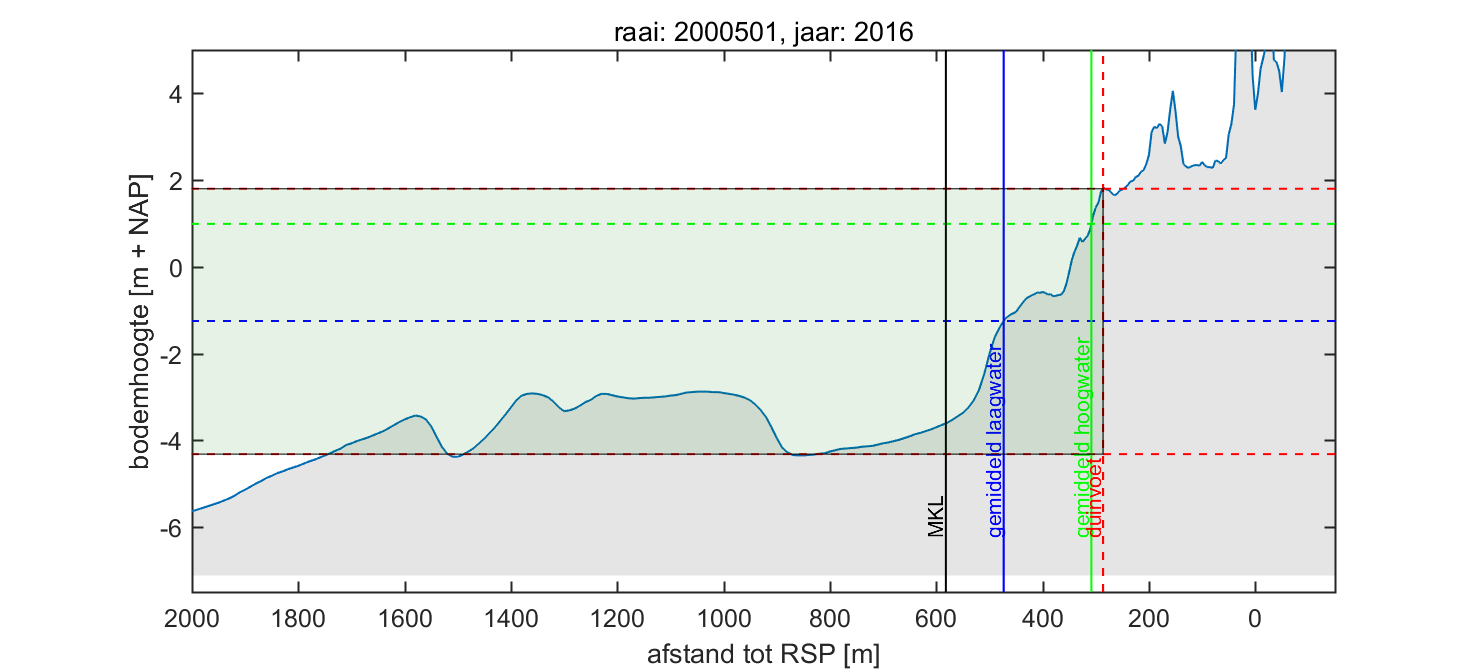 raai: 2000501, jaar: 2016
bodemhoogte [m + NAP]
4
2
0
-2
-4
-6
MKL
gemiddeld laagwater
gemiddeld hoogwater
duinvoet
2000 1800 1600 1400 1200 1000 800 600 400 200 0
afstand tot RSP [m]